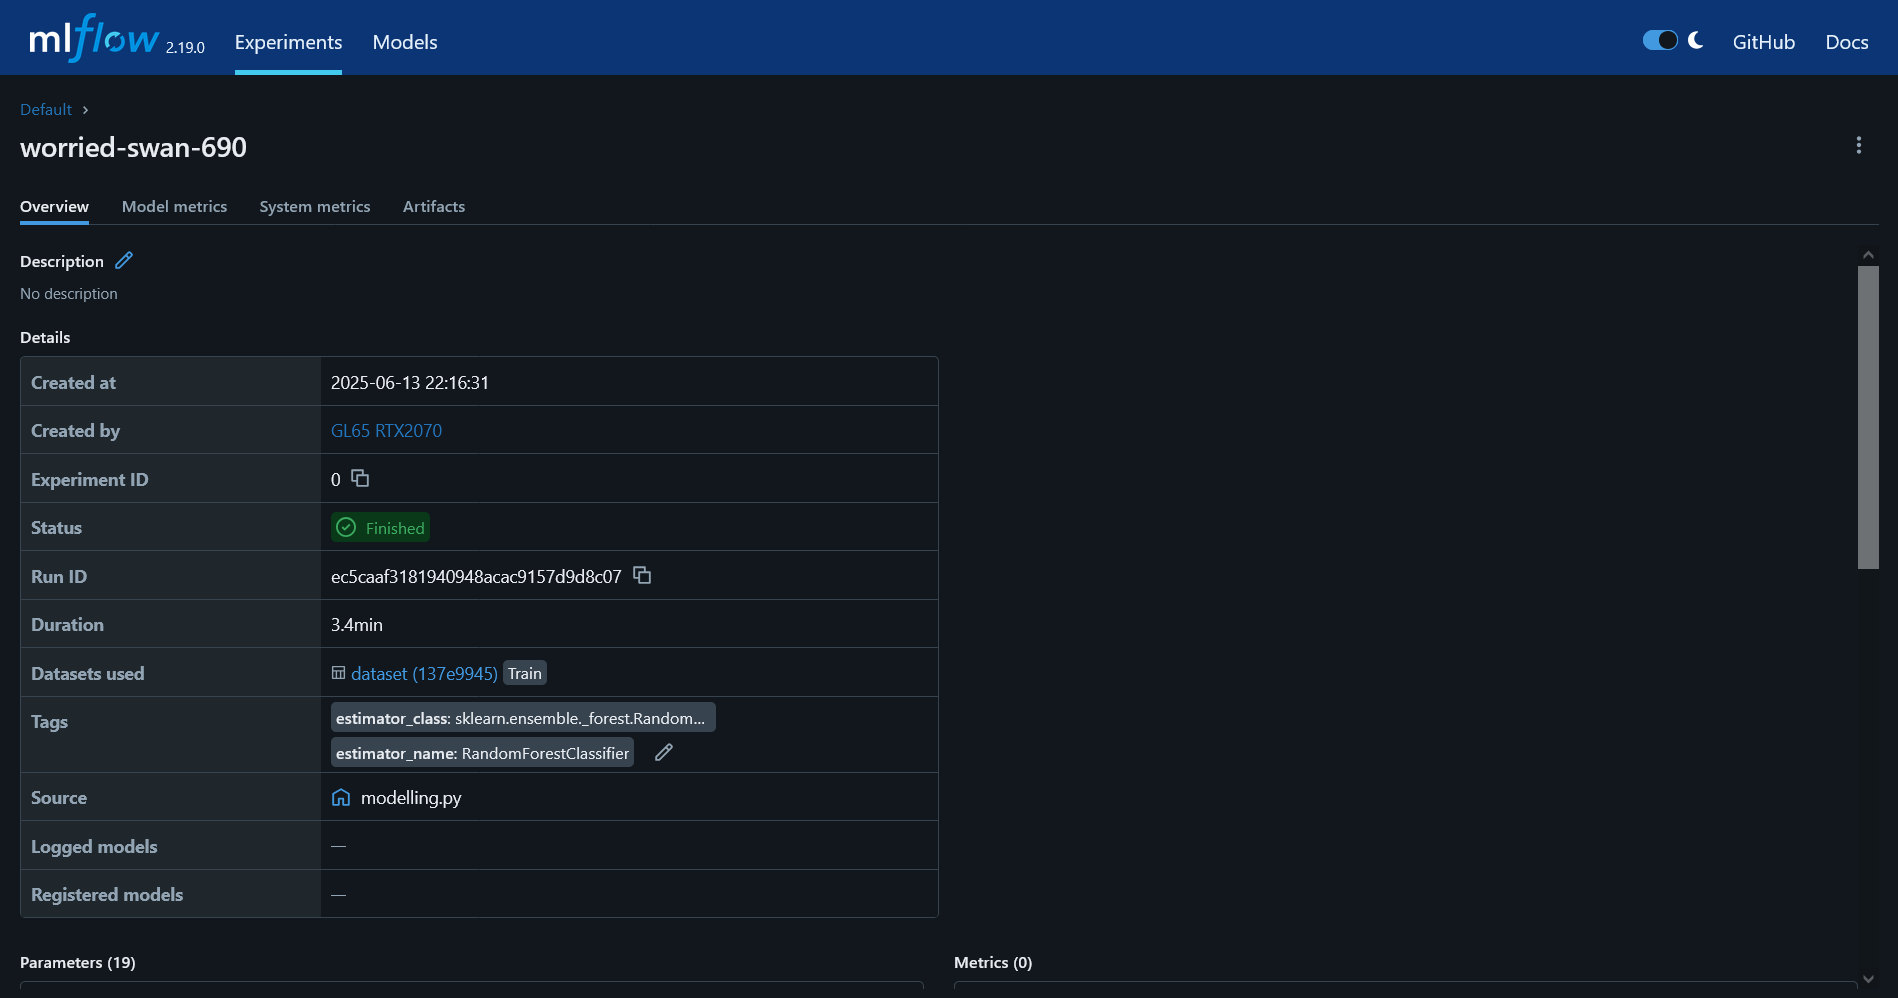 mlflow 2.19.0 Experiments Models GitHub Docs
Default
worried-swan-690
Overview Model metrics System metrics Artifacts
Description
No description
Details
Created at 2025-06-13 22:16:31
Created by GL65 RTX2070
Experiment ID 0
Status Finished
Run ID ec5caaf3181940948acac9157d9d8c07
Duration 3.4min
Datasets used dataset (137e9945) Train
Tags estimator_class: sklearn.ensemble._forest.Random...
estimator_name: RandomForestClassifier
Source modelling.py
Logged models —
Registered models —
Parameters (19) Metrics (0)